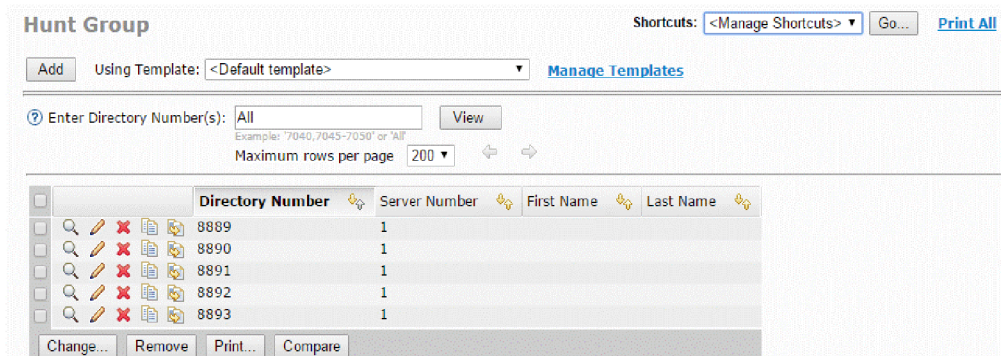 Hunt Group
Shortcuts: <Manage Shortcuts> Go... Print All
Add Using Template: <Default template> Manage Templates
? Enter Directory Number(s): All View
Example: '7040,7045-7050' or 'All'
Maximum rows per page 200
Directory Number Server Number First Name Last Name
8889 1
8890 1
8891 1
8892 1
8893 1
Change... Remove Print... Compare